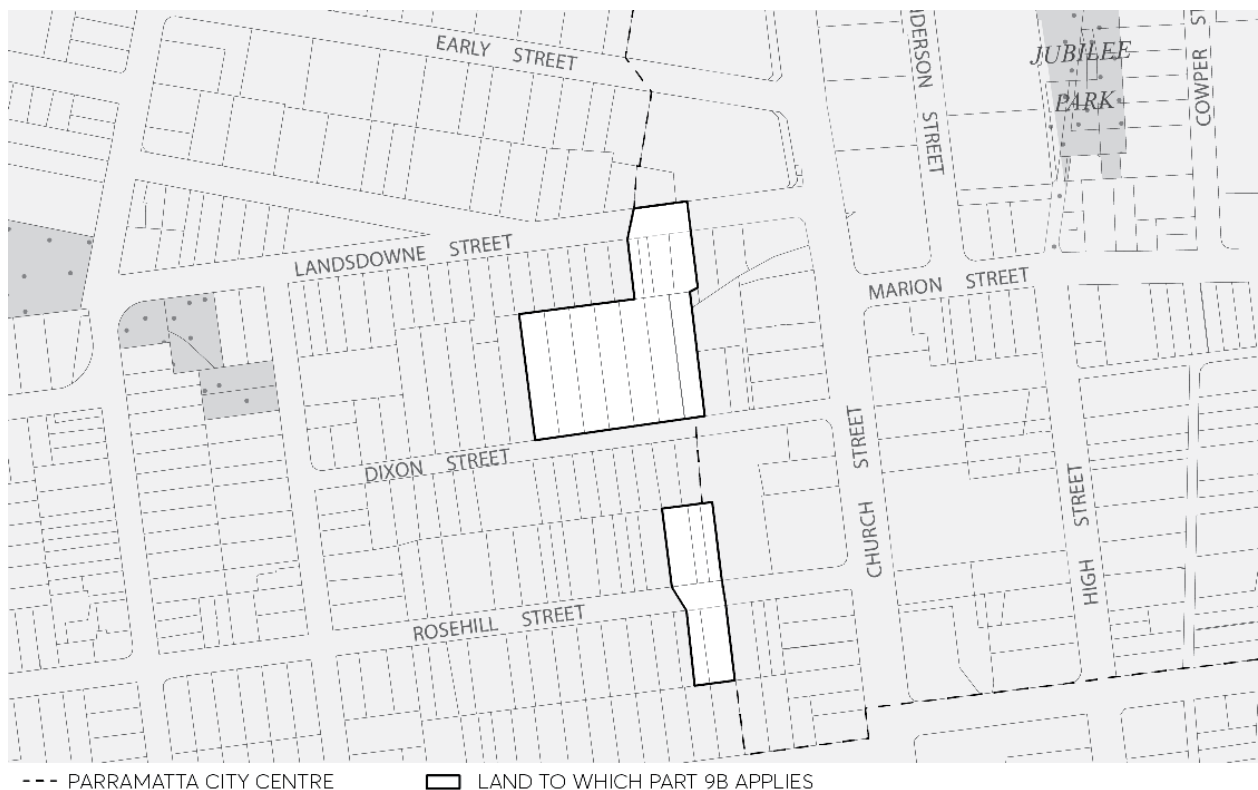 EARLY STREET
ANDERSON STREET
JUBILEE
PARK
COWPER ST
LANDSDOWNE STREET
MARION STREET
DIXON STREET
CHURCH STREET
HIGH STREET
ROSEHILL STREET
PARRAMATTA CITY CENTRE
LAND TO WHICH PART 9B APPLIES